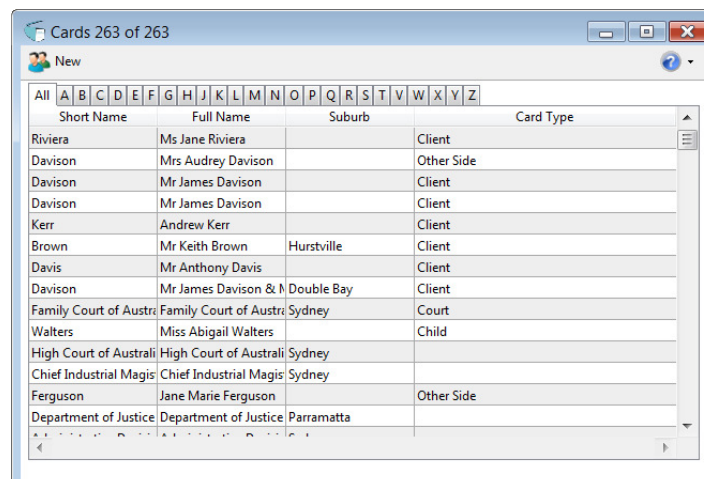 Cards 263 of 263
New
All A B C D E F G H J K L M N O P Q R S T V W X Y Z
Short Name Full Name Suburb Card Type
Riviera Ms Jane Riviera Client
Davison Mrs Audrey Davison Other Side
Davison Mr James Davison Client
Davison Mr James Davison Client
Kerr Andrew Kerr Client
Brown Mr Keith Brown Hurstville Client
Davis Mr Anthony Davis Client
Davison Mr James Davison & Double Bay Client
Family Court of Austra Family Court of Austra Sydney Court
Walters Miss Abigail Walters Child
High Court of Australi High Court of Australi Sydney
Chief Industrial Magis Chief Industrial Magis Sydney
Ferguson Jane Marie Ferguson Other Side
Department of Justice Department of Justice Parramatta